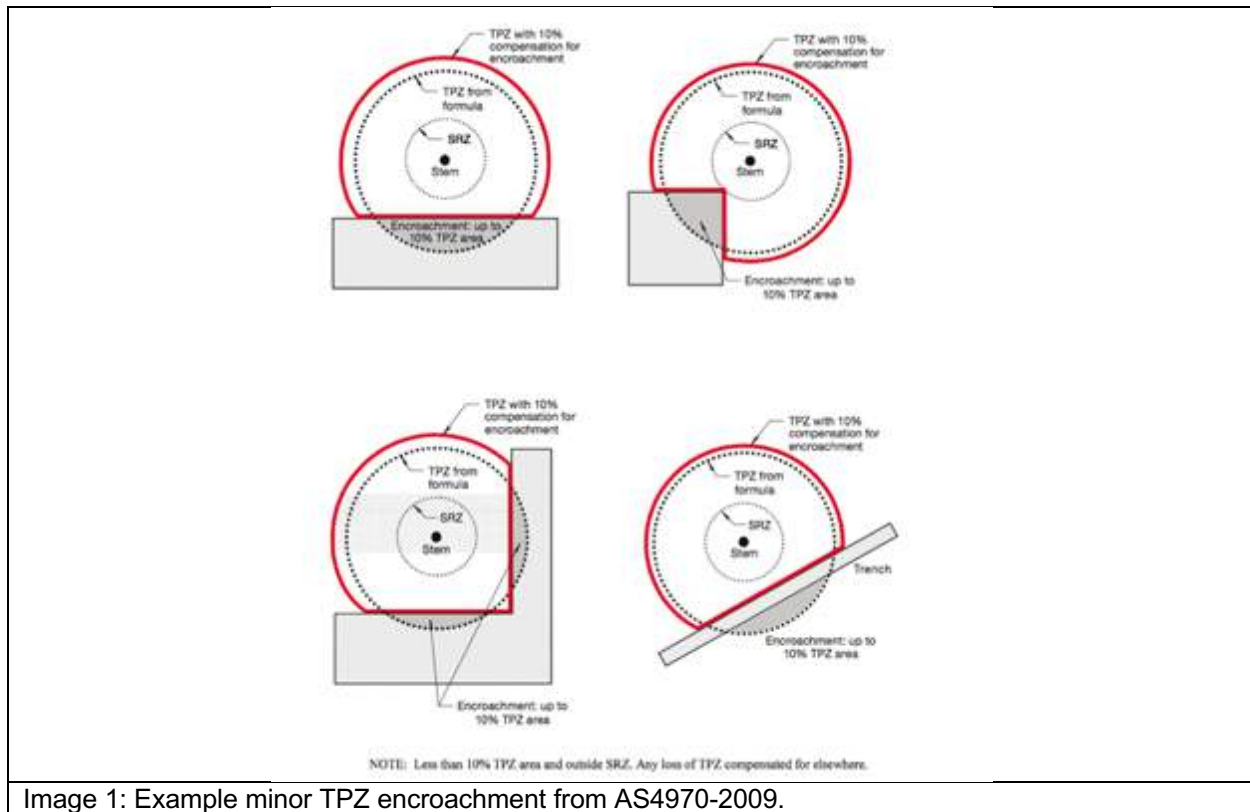 TPZ with 10%
compensation for
encroachment
TPZ from
formula
SRZ
Stem
Encroachment: up to
10% TPZ area
TPZ with 10%
compensation for
encroachment
TPZ from
formula
SRZ
Stem
Encroachment: up to
10% TPZ area
TPZ with 10%
compensation for
encroachment
TPZ from
formula
SRZ
Stem
Encroachment: up to
10% TPZ area
TPZ with 10%
compensation for
encroachment
TPZ from
formula
SRZ
Stem
Trench
Encroachment: up to
10% TPZ area
NOTE: Less than 10% TPZ area and outside SRZ. Any loss of TPZ compensated for elsewhere.
Image 1: Example minor TPZ encroachment from AS4970-2009.